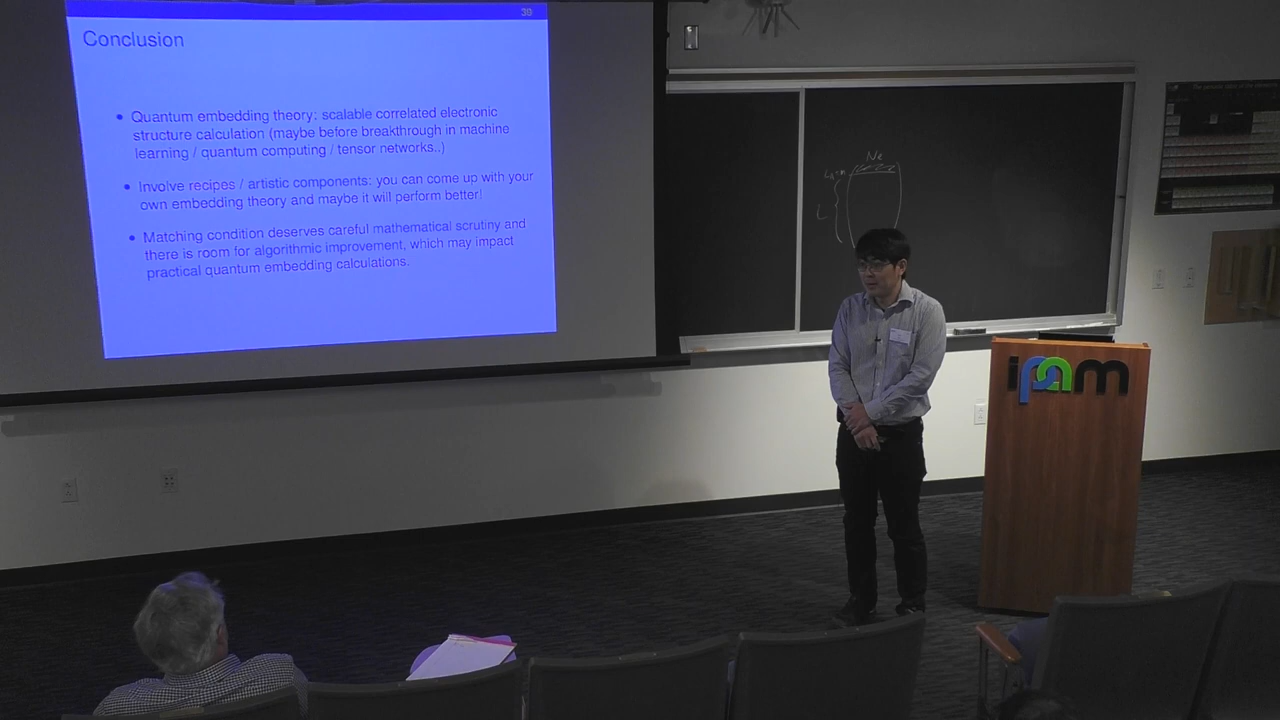 39
Conclusion
Quantum embedding theory: scalable correlated electronic
structure calculation (maybe before breakthrough in machine
learning / quantum computing / tensor networks..)
Involve recipes / artistic components: you can come up with your
own embedding theory and maybe it will perform better!
Matching condition deserves careful mathematical scrutiny and
there is room for algorithmic improvement, which may impact
practical quantum embedding calculations.
Ne
L
ipam